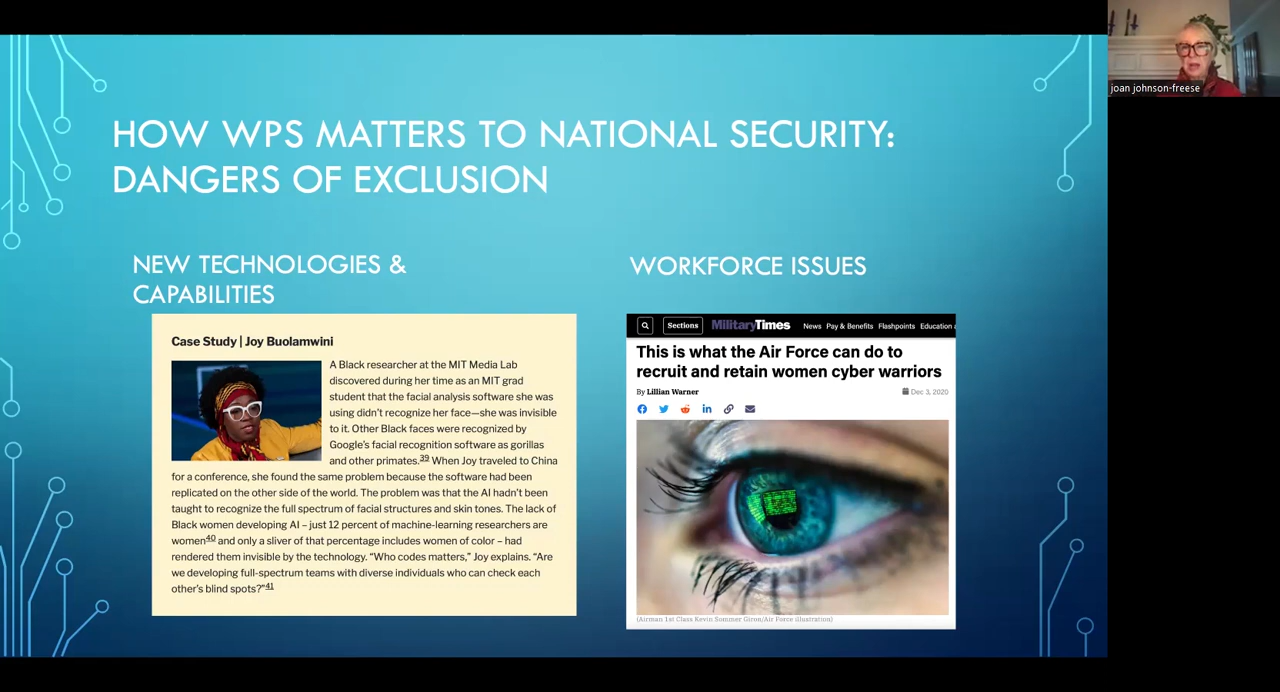 joan johnson-freese
HOW WPS MATTERS TO NATIONAL SECURITY:
DANGERS OF EXCLUSION
NEW TECHNOLOGIES &
CAPABILITIES
Case Study | Joy Buolamwini
A Black researcher at the MIT Media Lab
discovered during her time as an MIT grad
student that the facial analysis software she was
using didn't recognize her face—she was invisible
to it. Other Black faces were recognized by
Google's facial recognition software as gorillas
and other primates.39 When Joy traveled to China
for a conference, she found the same problem because the software had been
replicated on the other side of the world. The problem was that the AI hadn't been
taught to recognize the full spectrum of facial structures and skin tones. The lack of
Black women developing AI – just 12 percent of machine-learning researchers are
women40 and only a sliver of that percentage includes women of color – had
rendered them invisible by the technology. "Who codes matters," Joy explains. "Are
we developing full-spectrum teams with diverse individuals who can check each
other's blind spots?"41
WORKFORCE ISSUES
Sections MilitaryTimes News Pay & Benefits Flashpoints Education a
This is what the Air Force can do to
recruit and retain women cyber warriors
By Lillian Warner Dec 3, 2020
(Airman 1st Class Kevin Sommer Giron/Air Force illustration)